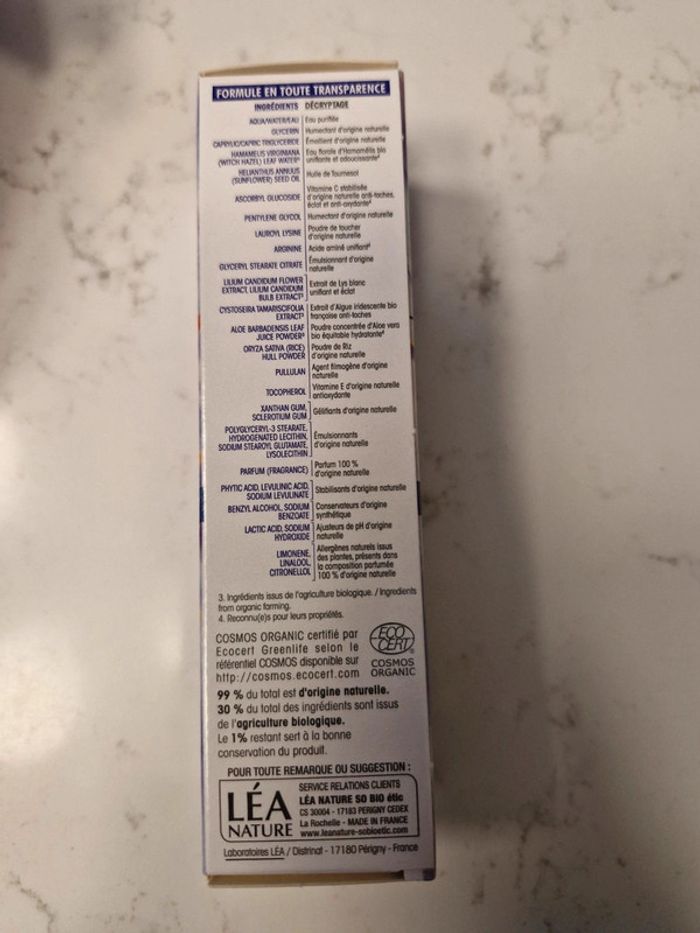 FORMULE EN TOUTE TRANSPARENCE
INGRÉDIENTS DÉCRYPTAGE
AQUA/WATER/EAU Eau purifiée
GLYCERIN Humectant d'origine naturelle
CAPRYLIC/CAPRIC TRIGLYCERIDE Émollient d'origine naturelle
HAMAMELIS VIRGINIANA Eau florale d'Hamamélis bio
(WITCH HAZEL) LEAF WATER³ unifiante et adoucissante⁴
HELIANTHUS ANNUUS
(SUNFLOWER) SEED OIL Huile de Tournesol
ASCORBYL GLUCOSIDE Vitamine C stabilisée
d'origine naturelle anti-taches,
éclat et anti-oxydante⁴
PENTYLENE GLYCOL Humectant d'origine naturelle
LAUROYL LYSINE Poudre de toucher
d'origine naturelle
ARGININE Acide aminé unifiant⁴
GLYCERYL STEARATE CITRATE Émulsionnant d'origine
naturelle
LILIUM CANDIDUM FLOWER Extrait de Lys blanc
EXTRACT, LILIUM CANDIDUM unifiant et éclat
BULB EXTRACT³
CYSTOSEIRA TAMARISCIFOLIA Extrait d'Algue iridescente bio
EXTRACT³ française anti-taches
ALOE BARBADENSIS LEAF Poudre concentrée d'Aloe vera
JUICE POWDER³ bio équitable hydratante⁴
ORYZA SATIVA (RICE) Poudre de Riz
HULL POWDER d'origine naturelle
PULLULAN Agent filmogène d'origine
naturelle
TOCOPHEROL Vitamine E d'origine naturelle
antioxydante
XANTHAN GUM, Gélifiants d'origine naturelle
SCLEROTIUM GUM
POLYGLYCERYL-3 STEARATE,
HYDROGENATED LECITHIN, Émulsionnants
SODIUM STEAROYL GLUTAMATE, d'origine naturelle
LYSOLECITHIN
PARFUM (FRAGRANCE) Parfum 100 %
d'origine naturelle
PHYTIC ACID, LEVULINIC ACID, Stabilisants d'origine naturelle
SODIUM LEVULINATE
BENZYL ALCOHOL, SODIUM Conservateurs d'origine
BENZOATE synthétique
LACTIC ACID, SODIUM Ajusteurs de pH d'origine
HYDROXIDE naturelle
LIMONENE, Allergènes naturels issus
LINALOOL, des plantes, présents dans
CITRONELLOL la composition parfumée
100 % d'origine naturelle
3. Ingrédients issus de l'agriculture biologique. / Ingredients
from organic farming.
4. Reconnu(e)s pour leurs propriétés.
COSMOS ORGANIC certifié par
Ecocert Greenlife selon le
référentiel COSMOS disponible sur
http://cosmos.ecocert.com
ECO
CERT
COSMOS
ORGANIC
99 % du total est d'origine naturelle.
30 % du total des ingrédients sont issus
de l'agriculture biologique.
Le 1% restant sert à la bonne
conservation du produit.
POUR TOUTE REMARQUE OU SUGGESTION :
LÉA
NATURE
SERVICE RELATIONS CLIENTS
LÉA NATURE SO BIO étic
CS 30004 - 17183 PERIGNY CEDEX
La Rochelle - MADE IN FRANCE
www.leanature-sobioetic.com
Laboratoires LÉA / Distrinat - 17180 Périgny - France